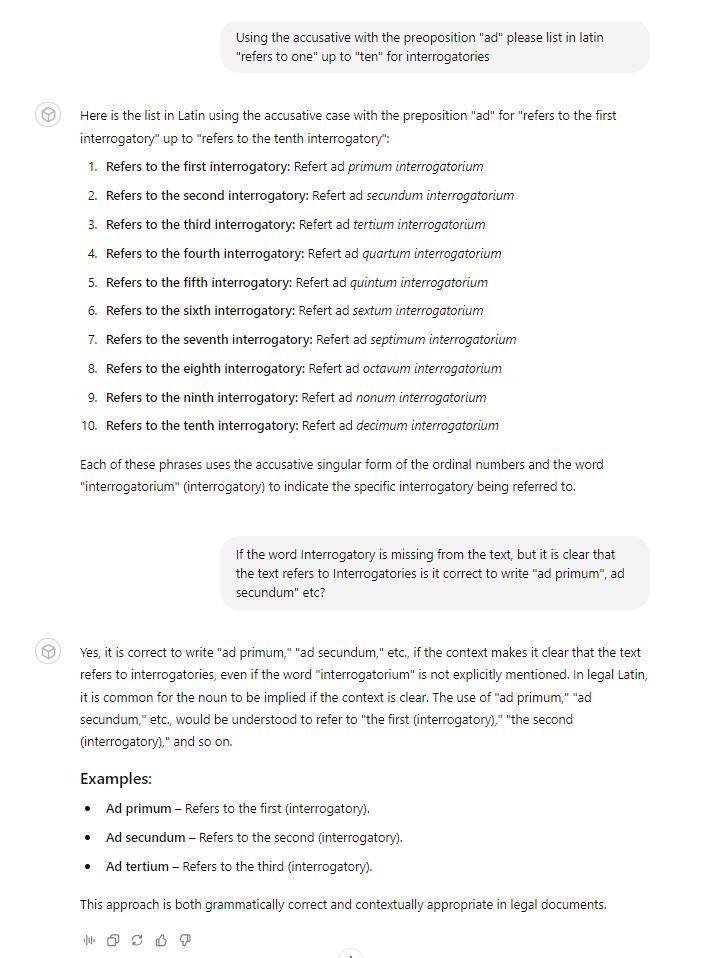 Using the accusative with the preoposition "ad" please list in latin
"refers to one" up to "ten" for interrogatories
Here is the list in Latin using the accusative case with the preposition "ad" for "refers to the first
interrogatory" up to "refers to the tenth interrogatory":
1. Refers to the first interrogatory: Refert ad primum interrogatorium
2. Refers to the second interrogatory: Refert ad secundum interrogatorium
3. Refers to the third interrogatory: Refert ad tertium interrogatorium
4. Refers to the fourth interrogatory: Refert ad quartum interrogatorium
5. Refers to the fifth interrogatory: Refert ad quintum interrogatorium
6. Refers to the sixth interrogatory: Refert ad sextum interrogatorium
7. Refers to the seventh interrogatory: Refert ad septimum interrogatorium
8. Refers to the eighth interrogatory: Refert ad octavum interrogatorium
9. Refers to the ninth interrogatory: Refert ad nonum interrogatorium
10. Refers to the tenth interrogatory: Refert ad decimum interrogatorium
Each of these phrases uses the accusative singular form of the ordinal numbers and the word
"interrogatorium" (interrogatory) to indicate the specific interrogatory being referred to.
If the word Interrogatory is missing from the text, but it is clear that
the text refers to Interrogatories is it correct to write "ad primum", ad
secundum" etc?
Yes, it is correct to write "ad primum," "ad secundum," etc., if the context makes it clear that the text
refers to interrogatories, even if the word "interrogatorium" is not explicitly mentioned. In legal Latin,
it is common for the noun to be implied if the context is clear. The use of "ad primum," "ad
secundum," etc., would be understood to refer to "the first (interrogatory)," "the second
(interrogatory)," and so on.
Examples:
• Ad primum – Refers to the first (interrogatory).
• Ad secundum – Refers to the second (interrogatory).
• Ad tertium – Refers to the third (interrogatory).
This approach is both grammatically correct and contextually appropriate in legal documents.